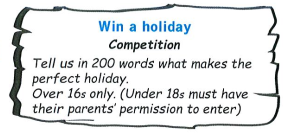 Win a holiday
Competition
Tell us in 200 words what makes the
perfect holiday.
Over 16s only. (Under 18s must have
their parents' permission to enter)